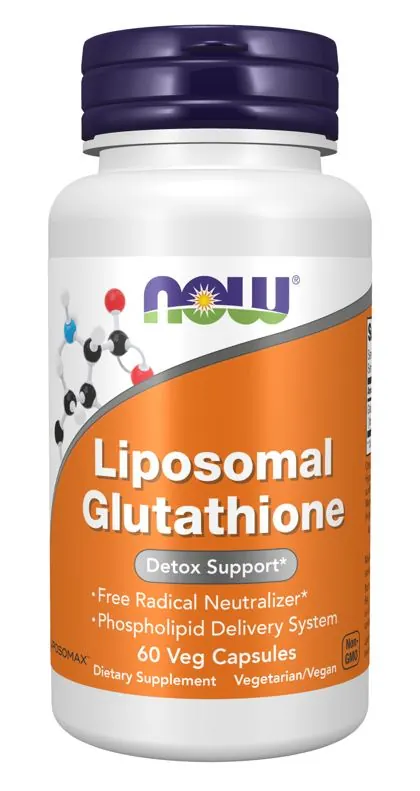 now®
Liposomal
Glutathione
Detox Support*
•Free Radical Neutralizer*
•Phospholipid Delivery System
60 Veg Capsules
Dietary Supplement Vegetarian/Vegan
Non-
GMO